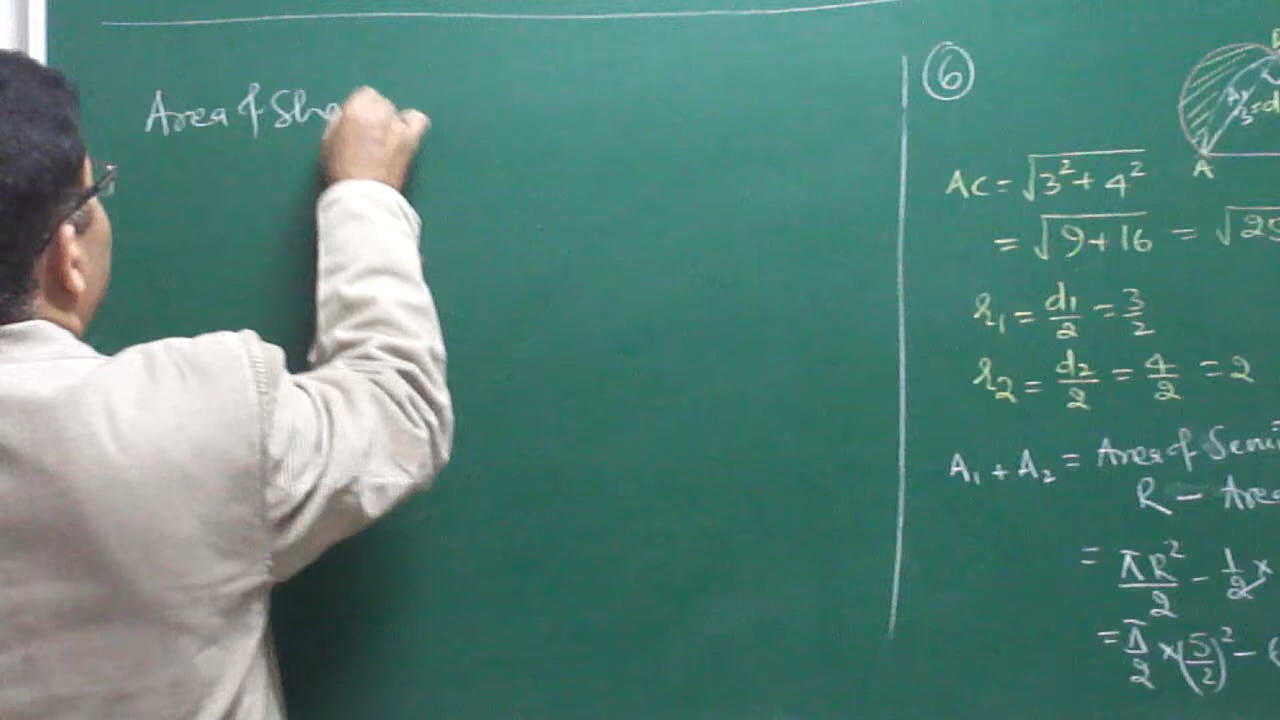 Area of Sha
6
A
AC = √3² + 4²
= √9+16 = √25
r₁ = d₁/2 = 3/2
r₂ = d₂/2 = 4/2 = 2
A₁ + A₂ = Area of Semi
R - Area
= πR²/2 - 1/2 ×
= π/2 × (5/2)² -